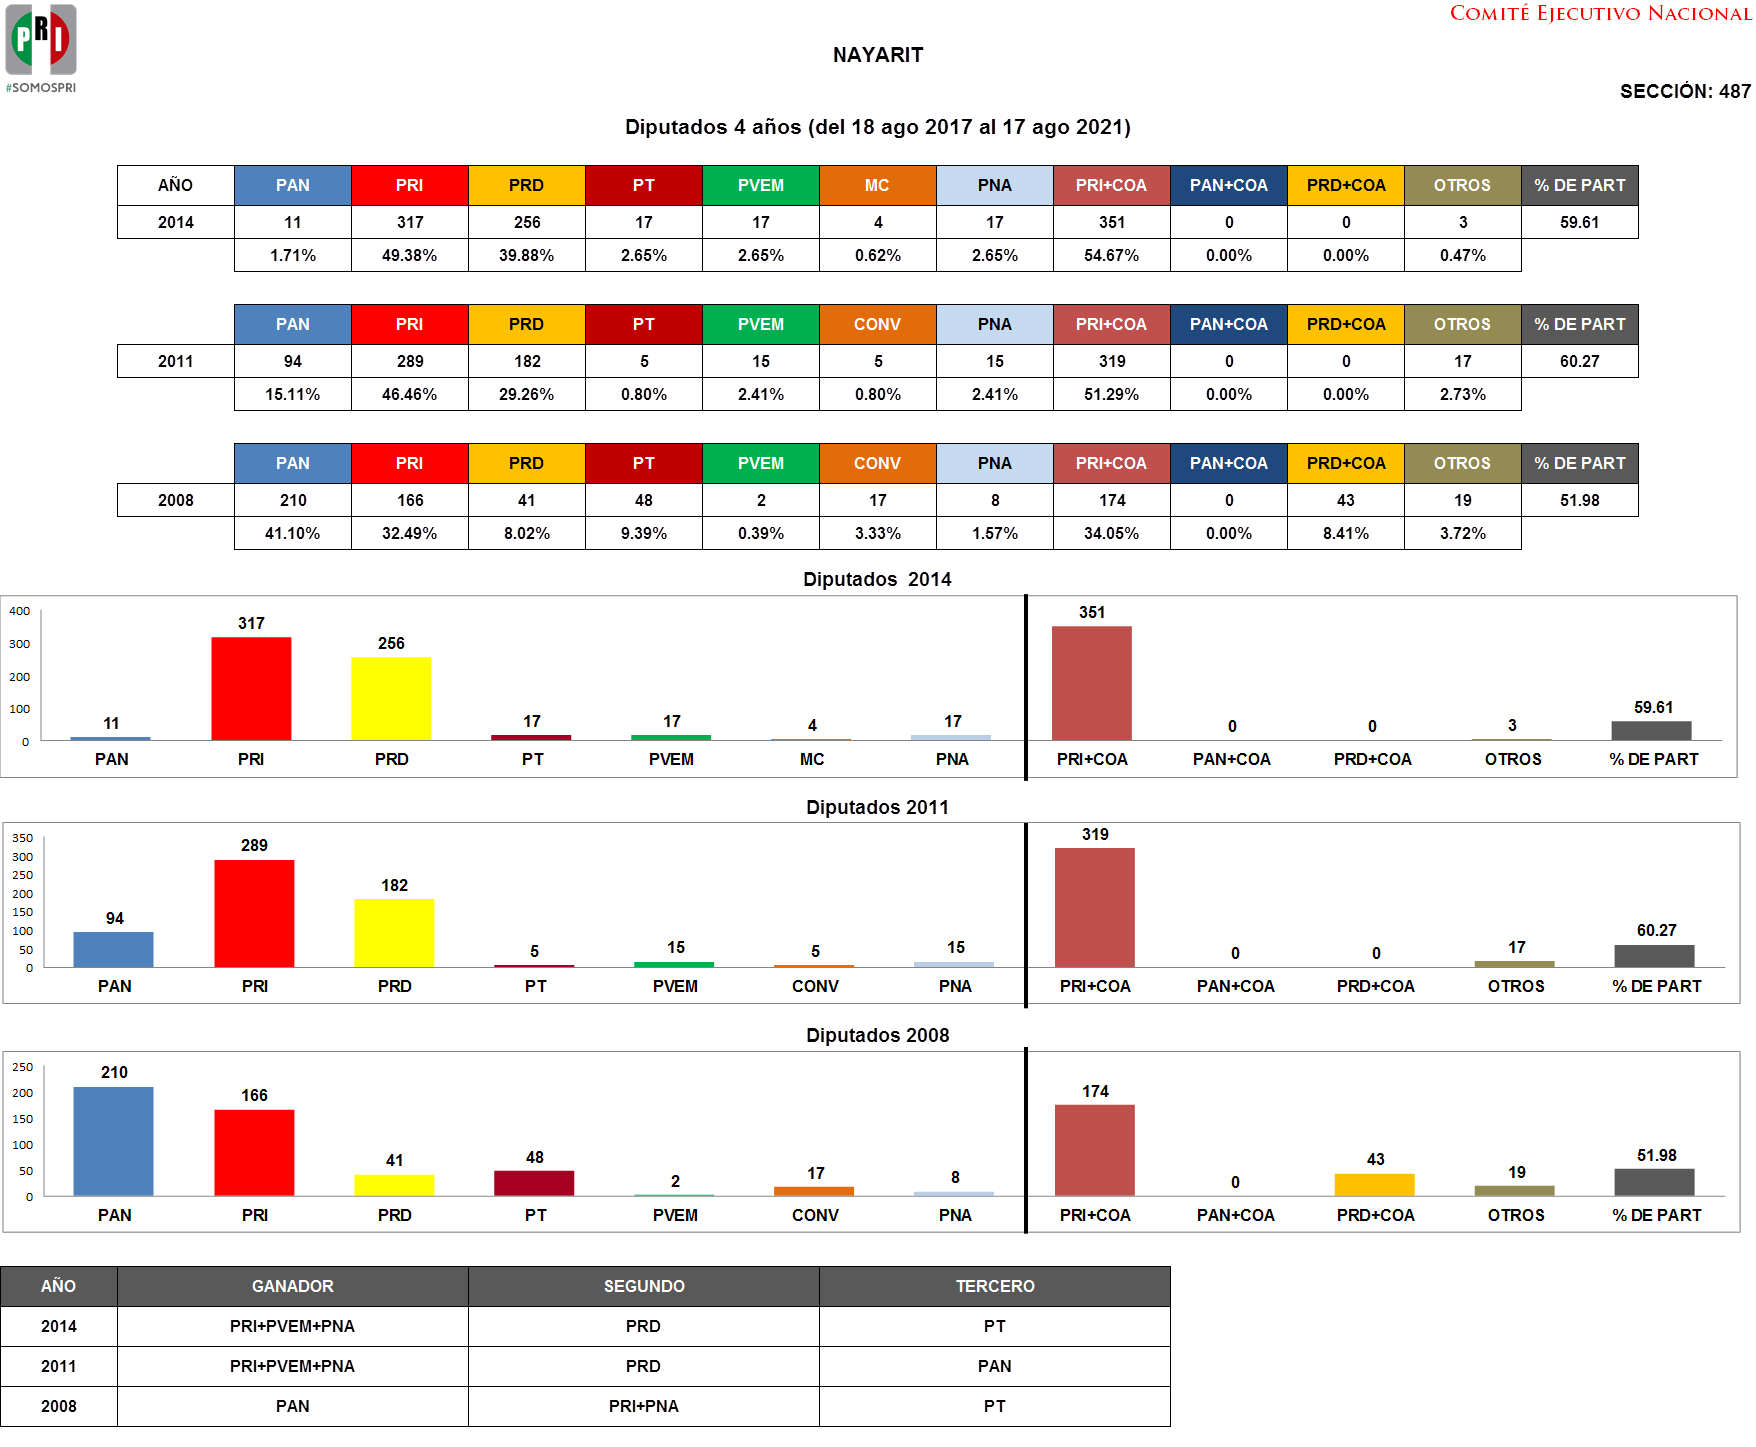 PRI
#SOMOSPRI
COMITÉ EJECUTIVO NACIONAL
NAYARIT
SECCIÓN: 487
Diputados 4 años (del 18 ago 2017 al 17 ago 2021)
AÑO PAN PRI PRD PT PVEM MC PNA PRI+COA PAN+COA PRD+COA OTROS % DE PART
2014 11 317 256 17 17 4 17 351 0 0 3 59.61
1.71% 49.38% 39.88% 2.65% 2.65% 0.62% 2.65% 54.67% 0.00% 0.00% 0.47%
PAN PRI PRD PT PVEM CONV PNA PRI+COA PAN+COA PRD+COA OTROS % DE PART
2011 94 289 182 5 15 5 15 319 0 0 17 60.27
15.11% 46.46% 29.26% 0.80% 2.41% 0.80% 2.41% 51.29% 0.00% 0.00% 2.73%
PAN PRI PRD PT PVEM CONV PNA PRI+COA PAN+COA PRD+COA OTROS % DE PART
2008 210 166 41 48 2 17 8 174 0 43 19 51.98
41.10% 32.49% 8.02% 9.39% 0.39% 3.33% 1.57% 34.05% 0.00% 8.41% 3.72%
Diputados 2014
400
300
200
100
0
11 317 256 17 17 4 17 351 0 0 3 59.61
PAN PRI PRD PT PVEM MC PNA PRI+COA PAN+COA PRD+COA OTROS % DE PART
Diputados 2011
350
300
250
200
150
100
50
0
94 289 182 5 15 5 15 319 0 0 17 60.27
PAN PRI PRD PT PVEM CONV PNA PRI+COA PAN+COA PRD+COA OTROS % DE PART
Diputados 2008
250
200
150
100
50
0
210 166 41 48 2 17 8 174 0 43 19 51.98
PAN PRI PRD PT PVEM CONV PNA PRI+COA PAN+COA PRD+COA OTROS % DE PART
AÑO GANADOR SEGUNDO TERCERO
2014 PRI+PVEM+PNA PRD PT
2011 PRI+PVEM+PNA PRD PAN
2008 PAN PRI+PNA PT